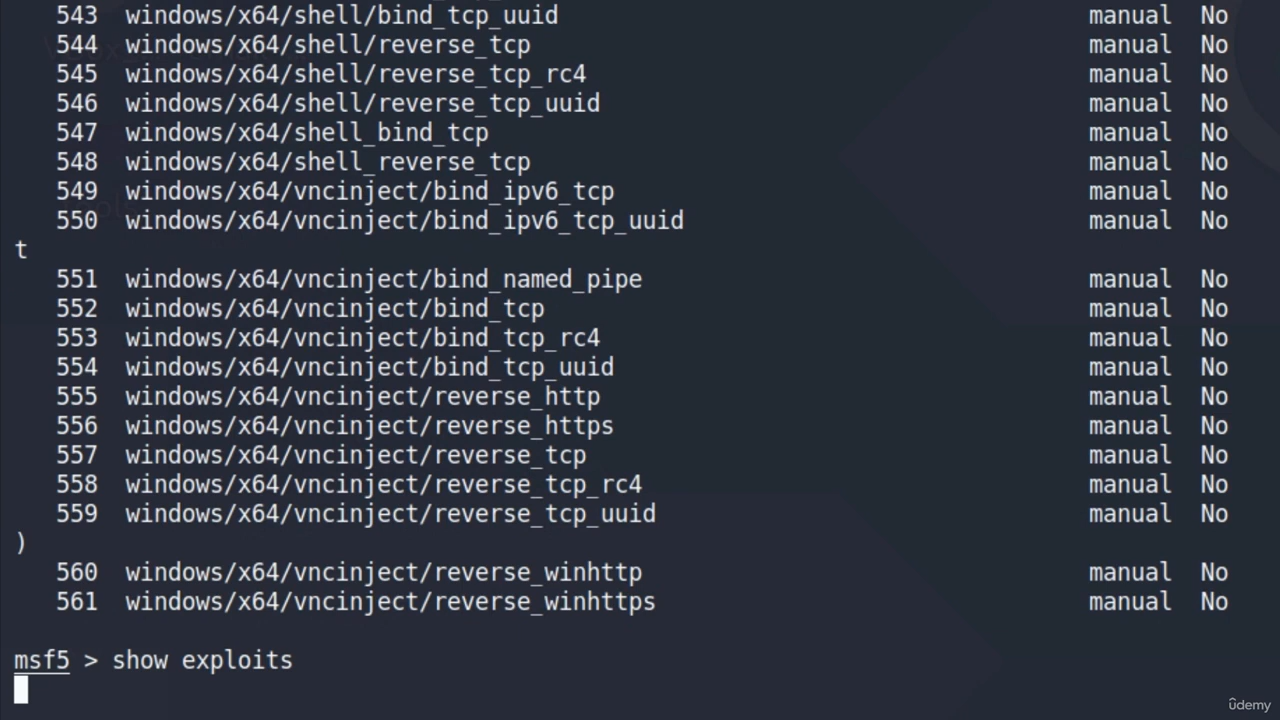 543 windows/x64/shell/bind_tcp_uuid manual No
544 windows/x64/shell/reverse_tcp manual No
545 windows/x64/shell/reverse_tcp_rc4 manual No
546 windows/x64/shell/reverse_tcp_uuid manual No
547 windows/x64/shell_bind_tcp manual No
548 windows/x64/shell_reverse_tcp manual No
549 windows/x64/vncinject/bind_ipv6_tcp manual No
550 windows/x64/vncinject/bind_ipv6_tcp_uuid manual No
t
551 windows/x64/vncinject/bind_named_pipe manual No
552 windows/x64/vncinject/bind_tcp manual No
553 windows/x64/vncinject/bind_tcp_rc4 manual No
554 windows/x64/vncinject/bind_tcp_uuid manual No
555 windows/x64/vncinject/reverse_http manual No
556 windows/x64/vncinject/reverse_https manual No
557 windows/x64/vncinject/reverse_tcp manual No
558 windows/x64/vncinject/reverse_tcp_rc4 manual No
559 windows/x64/vncinject/reverse_tcp_uuid manual No
)
560 windows/x64/vncinject/reverse_winhttp manual No
561 windows/x64/vncinject/reverse_winhttps manual No
msf5 > show exploits
ûdemy